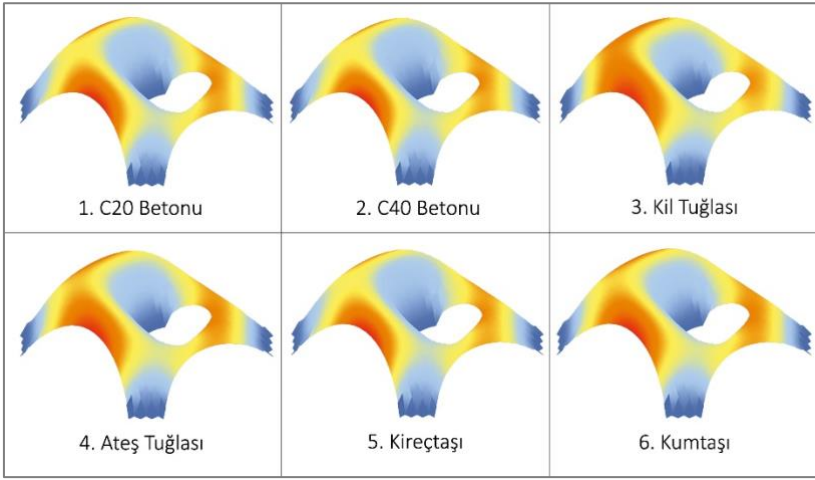 1. C20 Betonu
2. C40 Betonu
3. Kil Tuğlası
4. Ateş Tuğlası
5. Kireçtaşı
6. Kumtaşı